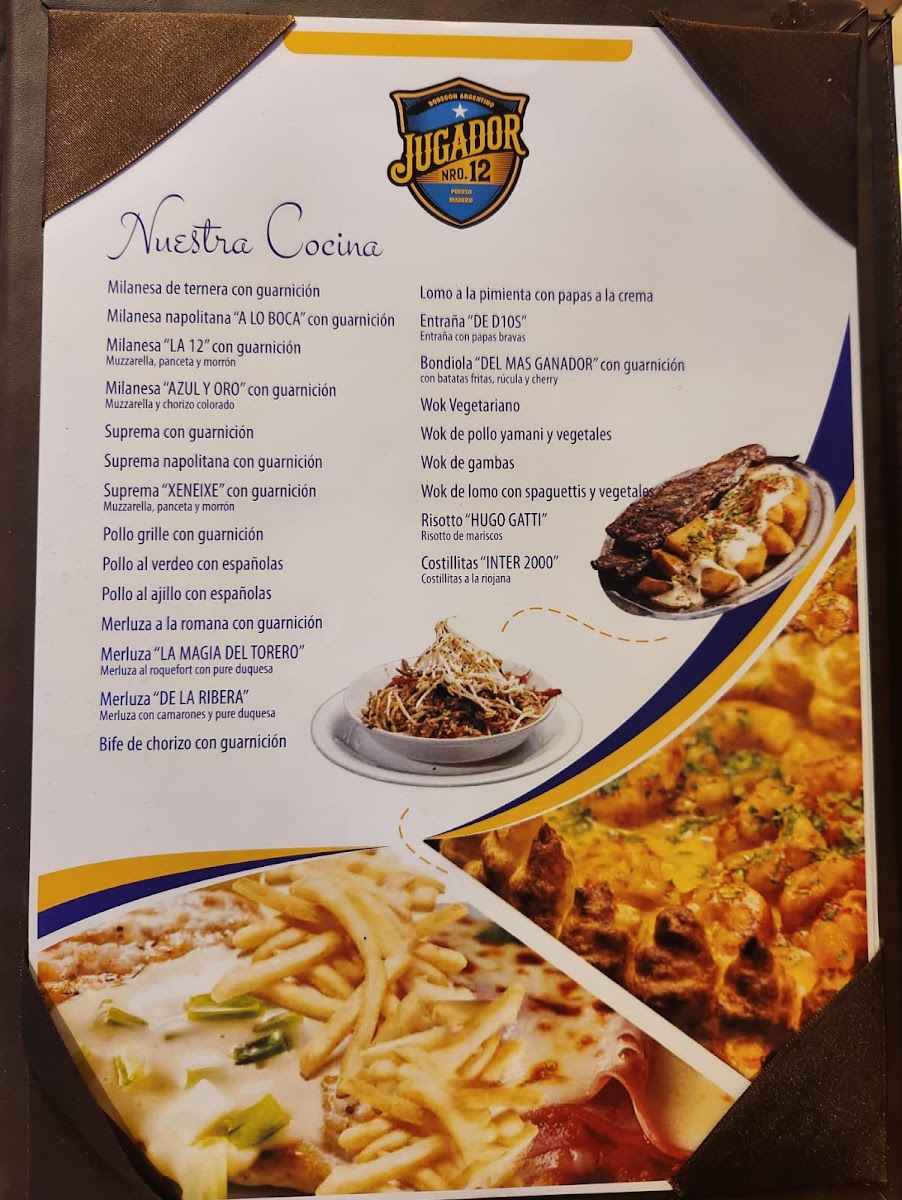 BODEGON ARGENTINO
JUGADOR
NRO. 12
PUERTO
MADERO
Nuestra Cocina
Milanesa de ternera con guarnición
Milanesa napolitana “A LO BOCA” con guarnición
Milanesa “LA 12” con guarnición
Muzzarella, panceta y morrón
Milanesa “AZUL Y ORO” con guarnición
Muzzarella y chorizo colorado
Suprema con guarnición
Suprema napolitana con guarnición
Suprema “XENEIXE” con guarnición
Muzzarella, panceta y morrón
Pollo grille con guarnición
Pollo al verdeo con españolas
Pollo al ajillo con españolas
Merluza a la romana con guarnición
Merluza “LA MAGIA DEL TORERO”
Merluza al roquefort con pure duquesa
Merluza “DE LA RIBERA”
Merluza con camarones y pure duquesa
Bife de chorizo con guarnición
Lomo a la pimienta con papas a la crema
Entraña “DE D10S”
Entraña con papas bravas
Bondiola “DEL MAS GANADOR” con guarnición
con batatas fritas, rúcula y cherry
Wok Vegetariano
Wok de pollo yamani y vegetales
Wok de gambas
Wok de lomo con spaguettis y vegetales
Risotto “HUGO GATTI”
Risotto de mariscos
Costillitas “INTER 2000”
Costillitas a la riojana